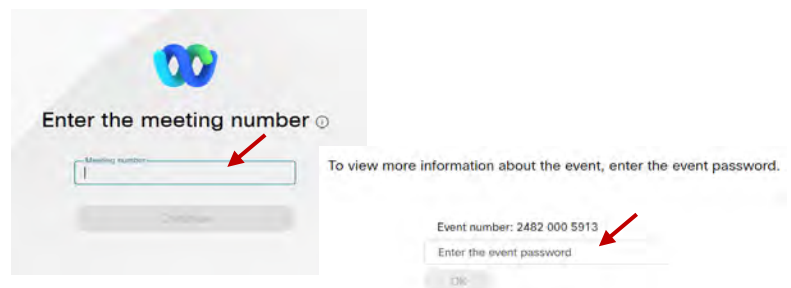 Enter the meeting number
Meeting number
Continue
To view more information about the event, enter the event password.
Event number: 2482 000 5913
Enter the event password
OK